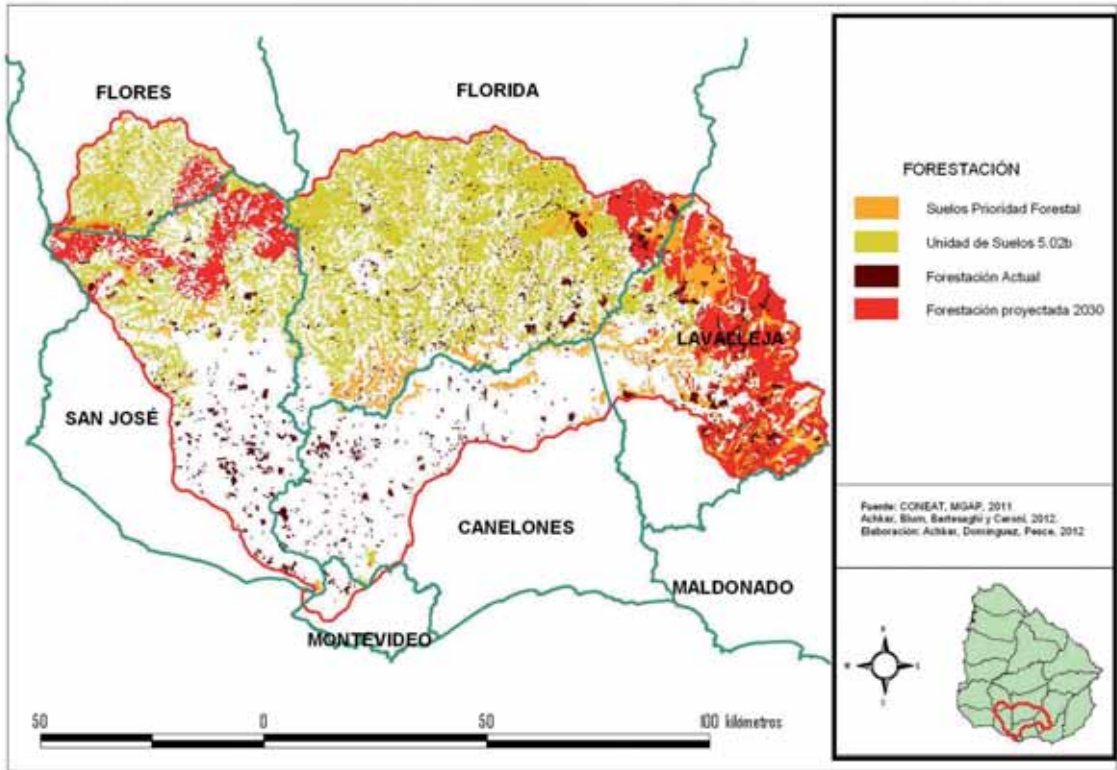 FLORES
FLORIDA
LAVALLEJA
SAN JOSÉ
CANELONES
MALDONADO
MONTEVIDEO
50 0 50 100 kilómetros
FORESTACIÓN
Suelos Prioridad Forestal
Unidad de Suelos 5.02b
Forestación Actual
Forestación proyectada 2030
Fuente: CONEAT, MGAP, 2011
Achkar, Blum, Bartesaghi y Ceroni, 2012.
Elaboración: Achkar, Dominguez, Pesce, 2012